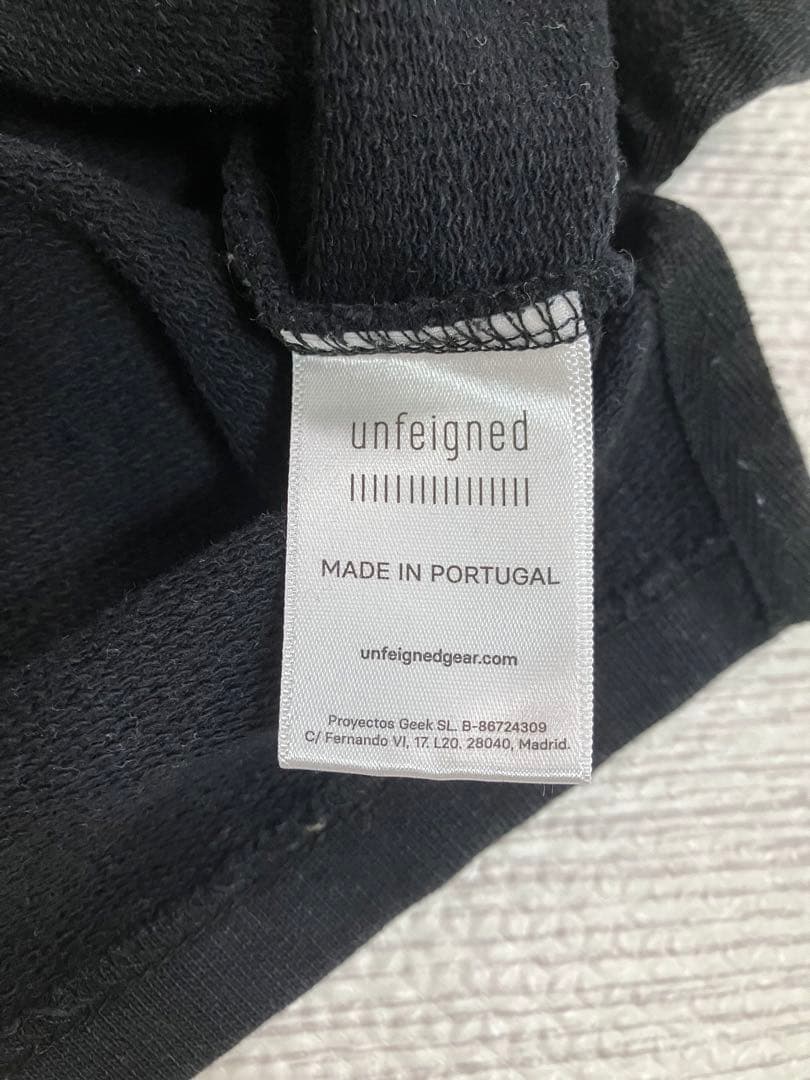 unfeigned
MADE IN PORTUGAL
unfeignedgear.com
Proyectos Geek SL. B-86724309
C/ Fernando VI, 17. L20. 28040, Madrid.